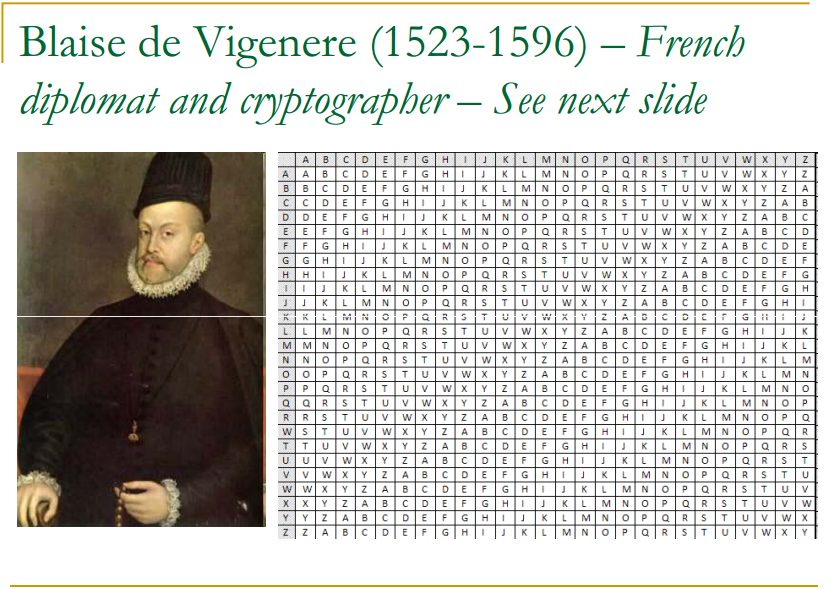 Blaise de Vigenere (1523-1596) – French
diplomat and cryptographer – See next slide
A B C D E F G H I J K L M N O P Q R S T U V W X Y Z
A A B C D E F G H I J K L M N O P Q R S T U V W X Y Z
B B C D E F G H I J K L M N O P Q R S T U V W X Y Z A
C C D E F G H I J K L M N O P Q R S T U V W X Y Z A B
D D E F G H I J K L M N O P Q R S T U V W X Y Z A B C
E E F G H I J K L M N O P Q R S T U V W X Y Z A B C D
F F G H I J K L M N O P Q R S T U V W X Y Z A B C D E
G G H I J K L M N O P Q R S T U V W X Y Z A B C D E F
H H I J K L M N O P Q R S T U V W X Y Z A B C D E F G
I I J K L M N O P Q R S T U V W X Y Z A B C D E F G H
J J K L M N O P Q R S T U V W X Y Z A B C D E F G H I
K K L M N O P Q R S T U V W X Y Z A B C D E F G H I J
L L M N O P Q R S T U V W X Y Z A B C D E F G H I J K
M M N O P Q R S T U V W X Y Z A B C D E F G H I J K L
N N O P Q R S T U V W X Y Z A B C D E F G H I J K L M
O O P Q R S T U V W X Y Z A B C D E F G H I J K L M N
P P Q R S T U V W X Y Z A B C D E F G H I J K L M N O
Q Q R S T U V W X Y Z A B C D E F G H I J K L M N O P
R R S T U V W X Y Z A B C D E F G H I J K L M N O P Q
W S T U V W X Y Z A B C D E F G H I J K L M N O P Q R
T T U V W X Y Z A B C D E F G H I J K L M N O P Q R S
U U V W X Y Z A B C D E F G H I J K L M N O P Q R S T
V V W X Y Z A B C D E F G H I J K L M N O P Q R S T U
W W X Y Z A B C D E F G H I J K L M N O P Q R S T U V
X X Y Z A B C D E F G H I J K L M N O P Q R S T U V W
Y Y Z A B C D E F G H I J K L M N O P Q R S T U V W X
Z Z A B C D E F G H I J K L M N O P Q R S T U V W X Y